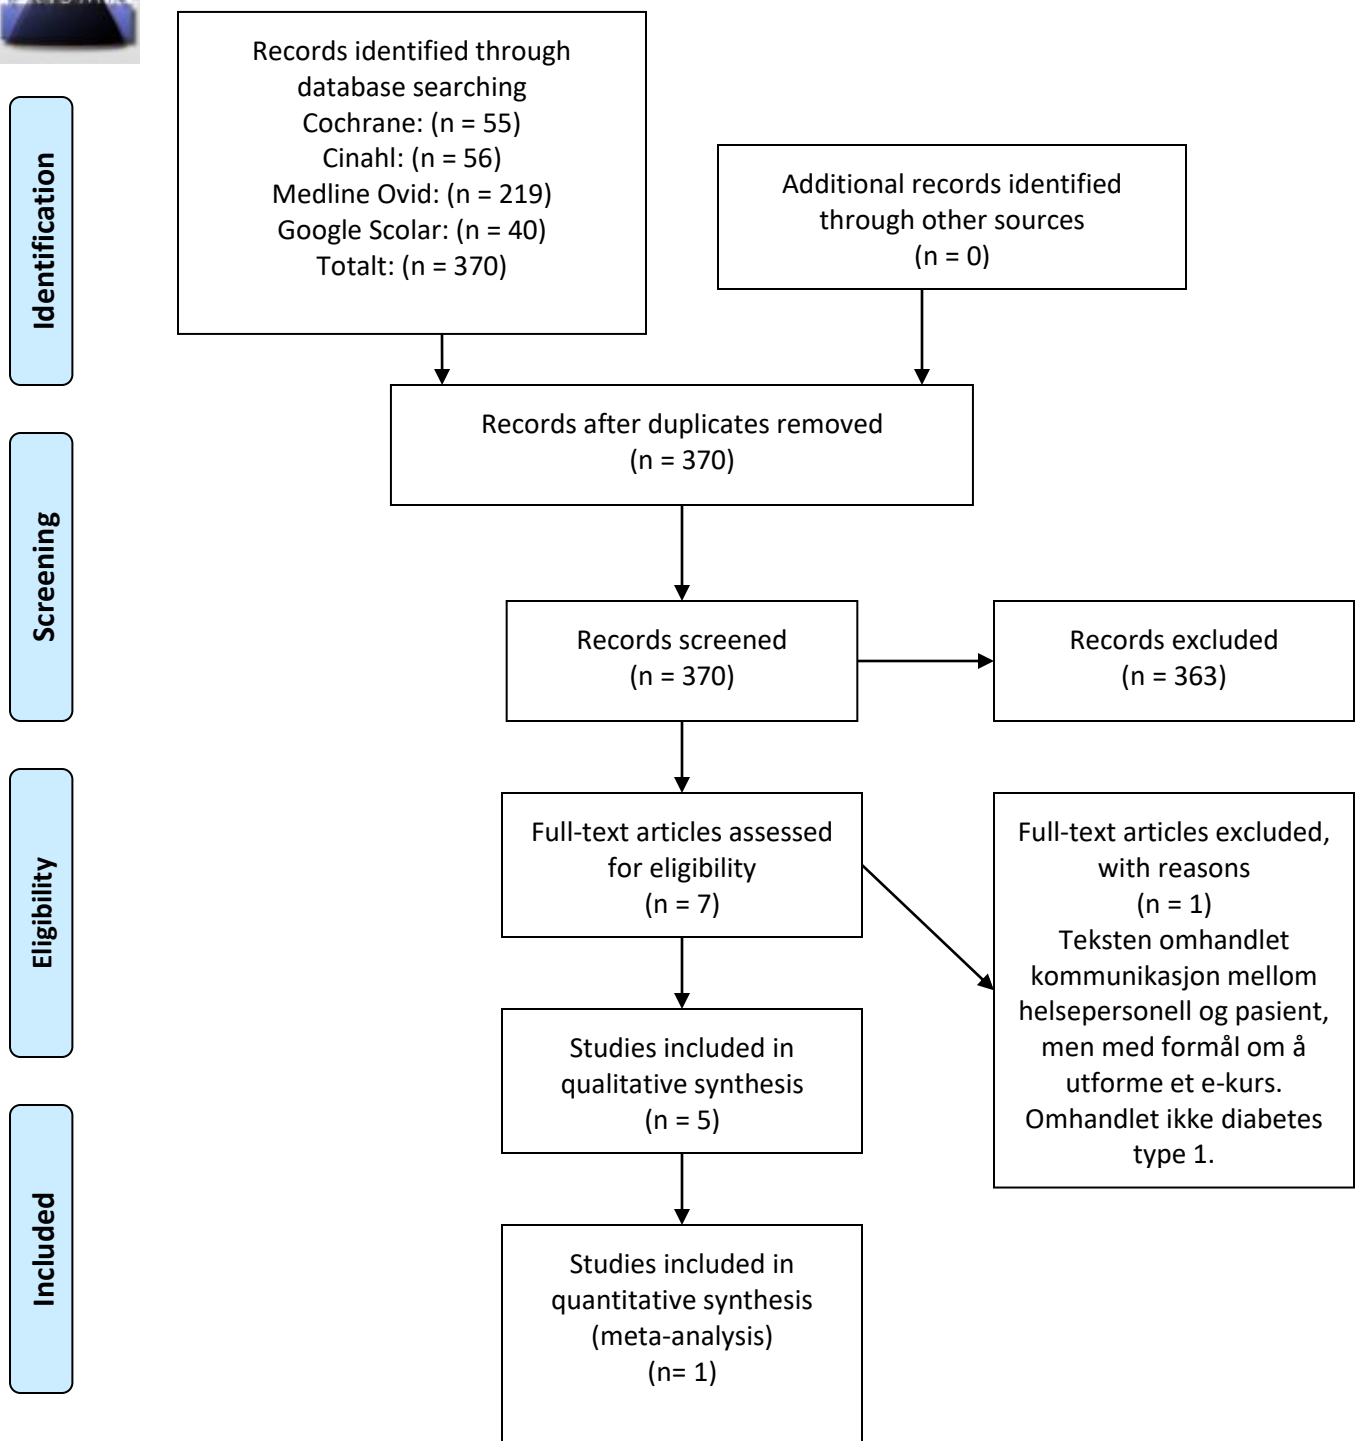 Records identified through
database searching
Cochrane: (n = 55)
Cinahl: (n = 56)
Medline Ovid: (n = 219)
Google Scolar: (n = 40)
Totalt: (n = 370)
Additional records identified
through other sources
(n = 0)
Identification
Records after duplicates removed
(n = 370)
Screening
Records screened
(n = 370)
Records excluded
(n = 363)
Eligibility
Full-text articles assessed
for eligibility
(n = 7)
Full-text articles excluded,
with reasons
(n = 1)
Teksten omhandlet
kommunikasjon mellom
helsepersonell og pasient,
men med formål om å
utforme et e-kurs.
Omhandlet ikke diabetes
type 1.
Studies included in
qualitative synthesis
(n = 5)
Included
Studies included in
quantitative synthesis
(meta-analysis)
(n= 1)